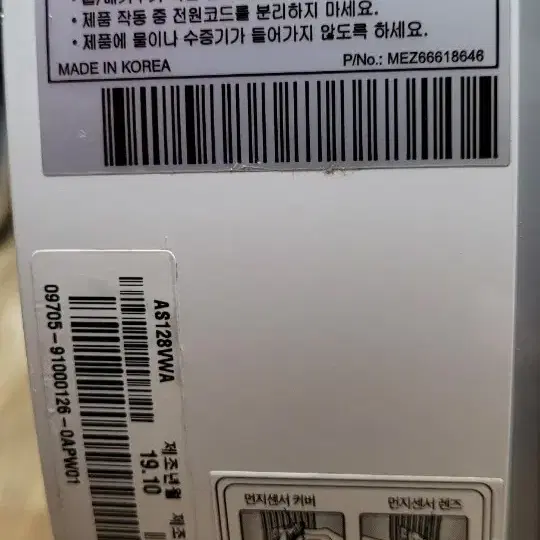 • 제품 작동 중 전원코드를 분리하지 마세요.
• 제품에 물이나 수증기가 들어가지 않도록 하세요.
MADE IN KOREA
P/No.: MEZ66618646
AS128VWA
제조년월
19.10
제조
09705-91000126-0APW01
먼지센서 커버
먼지센서 렌즈